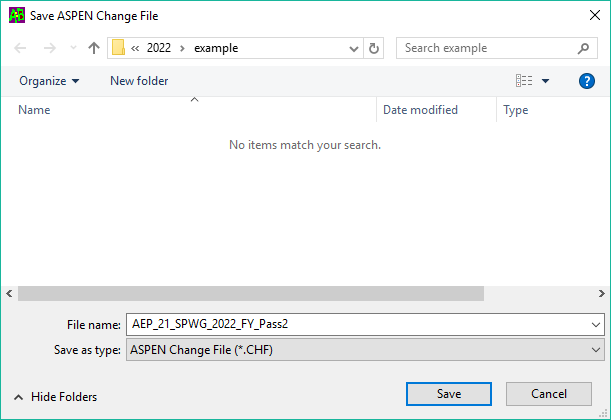 Save ASPEN Change File
« 2022 > example
Search example
Organize
New folder
?
Name
Date modified
Type
No items match your search.
File name: AEP_21_SPWG_2022_FY_Pass2
Save as type: ASPEN Change File (*.CHF)
Hide Folders
Save
Cancel